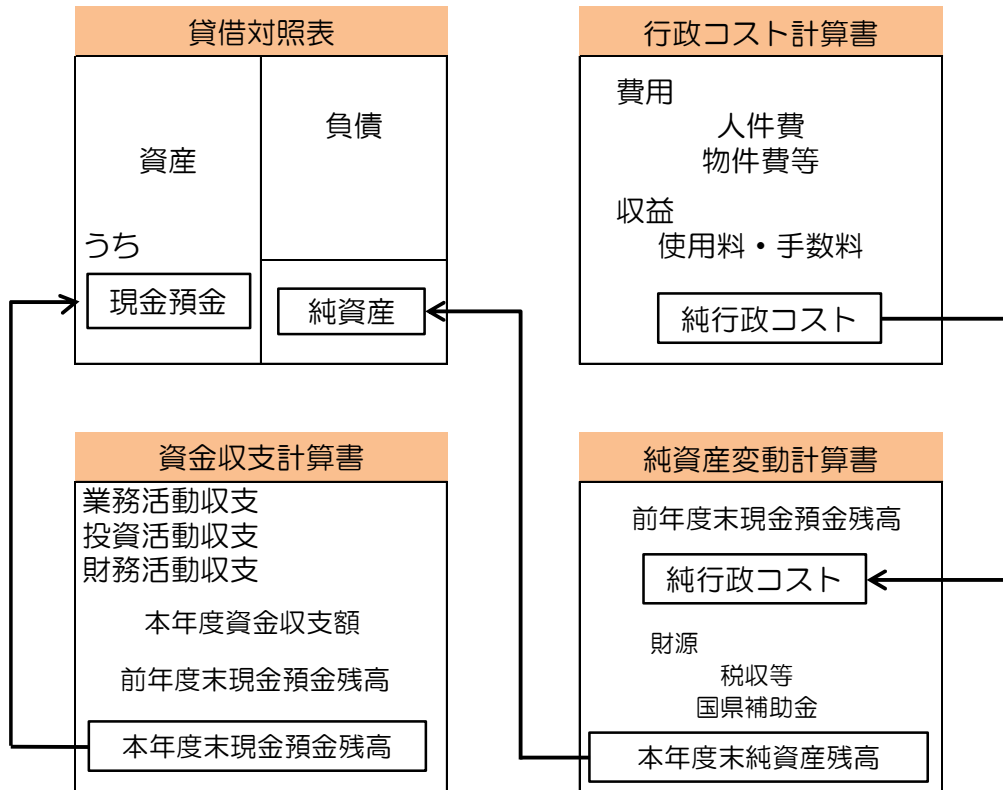 貸借対照表
資産
うち
現金預金
負債
純資産
行政コスト計算書
費用
人件費
物件費等
収益
使用料・手数料
純行政コスト
資金収支計算書
業務活動収支
投資活動収支
財務活動収支
本年度資金収支額
前年度末現金預金残高
本年度末現金預金残高
純資産変動計算書
前年度末現金預金残高
純行政コスト
財源
税収等
国県補助金
本年度末純資産残高